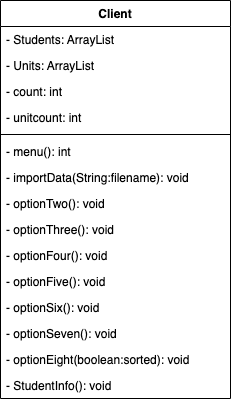 Client
- Students: ArrayList
- Units: ArrayList
- count: int
- unitcount: int
- menu(): int
- importData(String:filename): void
- optionTwo(): void
- optionThree(): void
- optionFour(): void
- optionFive(): void
- optionSix(): void
- optionSeven(): void
- optionEight(boolean:sorted): void
- StudentInfo(): void